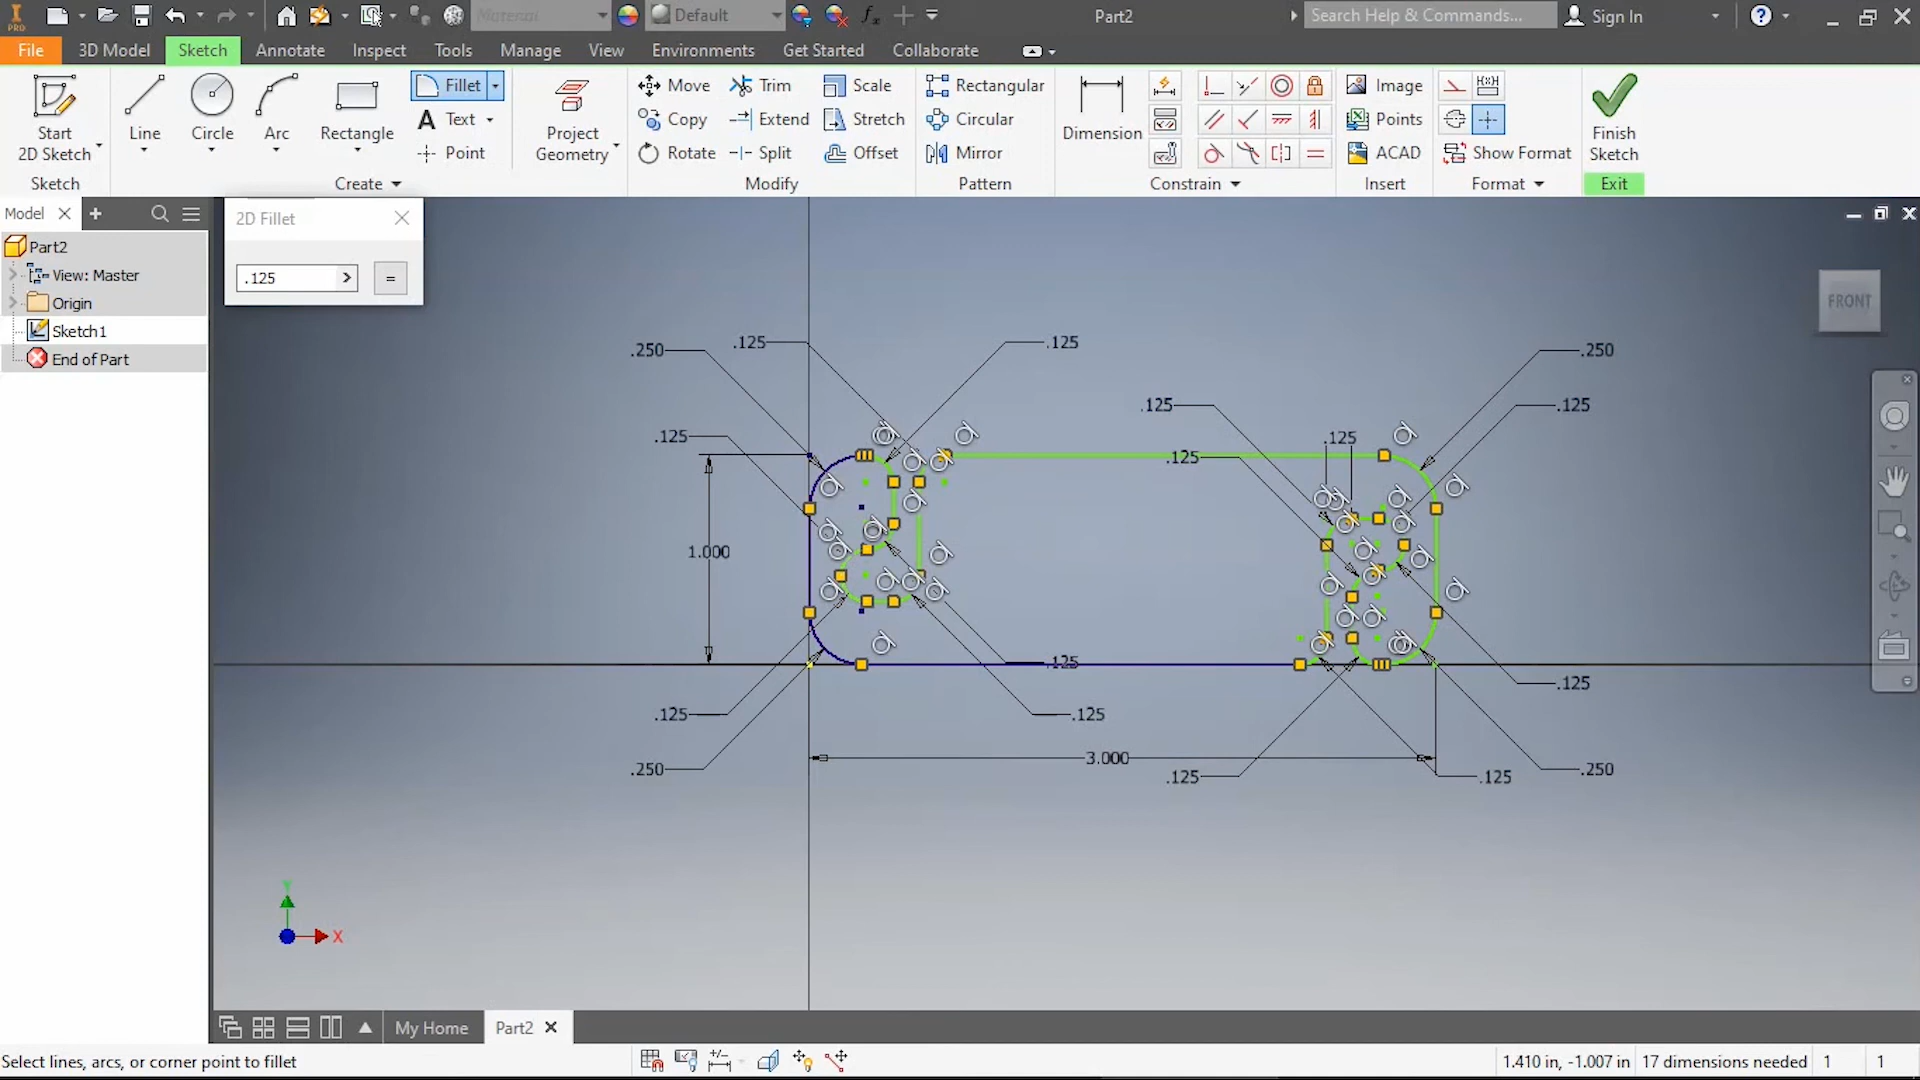 PRO
Material
Default
fx
Part2
Search Help & Commands...
Sign In
File 3D Model Sketch Annotate Inspect Tools Manage View Environments Get Started Collaborate
Fillet Move Trim Scale Rectangular Image
Text Copy Extend Stretch Circular Points
Start
2D Sketch
Line Circle Arc Rectangle
Point
Project
Geometry
Rotate Split Offset Mirror
Dimension
ACAD
Show Format
Finish
Sketch
Sketch Create Modify Pattern Constrain Insert Format Exit
Model
2D Fillet
.125
=
Part2
View: Master
Origin
Sketch1
End of Part
FRONT
.250 .125 .125 .250
.125 .125
.125 .125
.125
1.000
.125
.125 .125 .125
3.000
.250 .125 .125 .250
Y
X
My Home Part2
Select lines, arcs, or corner point to fillet
1.410 in, -1.007 in 17 dimensions needed 1 1